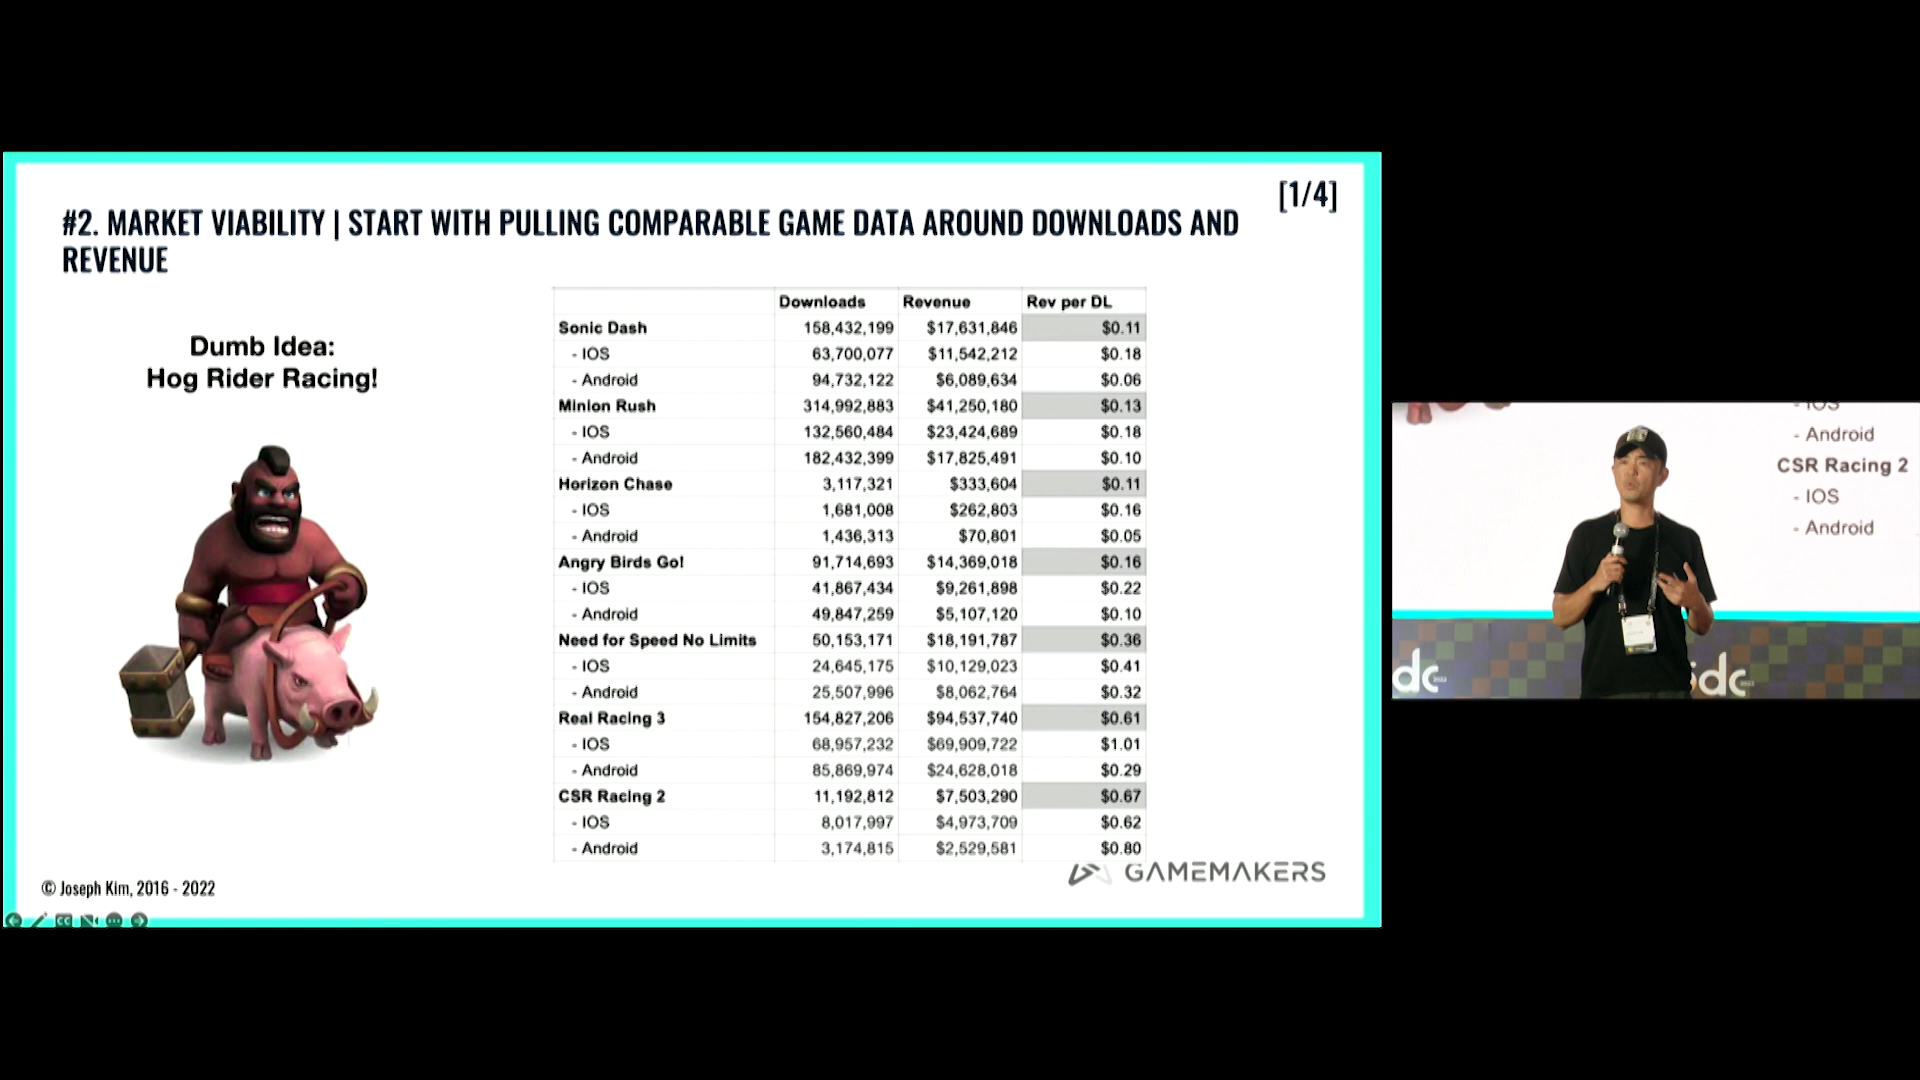 [1/4]
#2. MARKET VIABILITY | START WITH PULLING COMPARABLE GAME DATA AROUND DOWNLOADS AND
REVENUE
Dumb Idea:
Hog Rider Racing!
Downloads Revenue Rev per DL
Sonic Dash 158,432,199 $17,631,846 $0.11
- IOS 63,700,077 $11,542,212 $0.18
- Android 94,732,122 $6,089,634 $0.06
Minion Rush 314,992,883 $41,250,180 $0.13
- IOS 132,560,484 $23,424,689 $0.18
- Android 182,432,399 $17,825,491 $0.10
Horizon Chase 3,117,321 $333,604 $0.11
- IOS 1,681,008 $262,803 $0.16
- Android 1,436,313 $70,801 $0.05
Angry Birds Go! 91,714,693 $14,369,018 $0.16
- IOS 41,867,434 $9,261,898 $0.22
- Android 49,847,259 $5,107,120 $0.10
Need for Speed No Limits 50,153,171 $18,191,787 $0.36
- IOS 24,645,175 $10,129,023 $0.41
- Android 25,507,996 $8,062,764 $0.32
Real Racing 3 154,827,206 $94,537,740 $0.61
- IOS 68,957,232 $69,909,722 $1.01
- Android 85,869,974 $24,628,018 $0.29
CSR Racing 2 11,192,812 $7,503,290 $0.67
- IOS 8,017,997 $4,973,709 $0.62
- Android 3,174,815 $2,529,581 $0.80
GAMEMAKERS
© Joseph Kim, 2016 - 2022
CC
- IOS
- Android
CSR Racing 2
- IOS
- Android
dc
idc